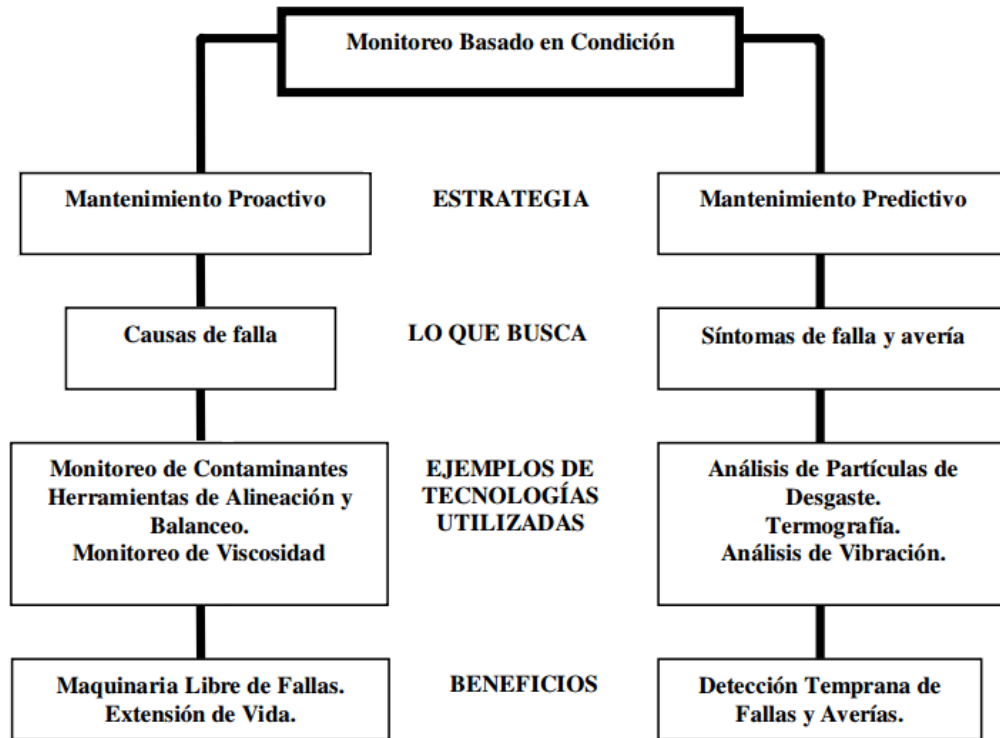 Monitoreo Basado en Condición
Mantenimiento Proactivo
ESTRATEGIA
Mantenimiento Predictivo
Causas de falla
LO QUE BUSCA
Síntomas de falla y avería
Monitoreo de Contaminantes
Herramientas de Alineación y
Balanceo.
Monitoreo de Viscosidad
EJEMPLOS DE
TECNOLOGÍAS
UTILIZADAS
Análisis de Partículas de
Desgaste.
Termografía.
Análisis de Vibración.
Maquinaria Libre de Fallas.
Extensión de Vida.
BENEFICIOS
Detección Temprana de
Fallas y Averías.